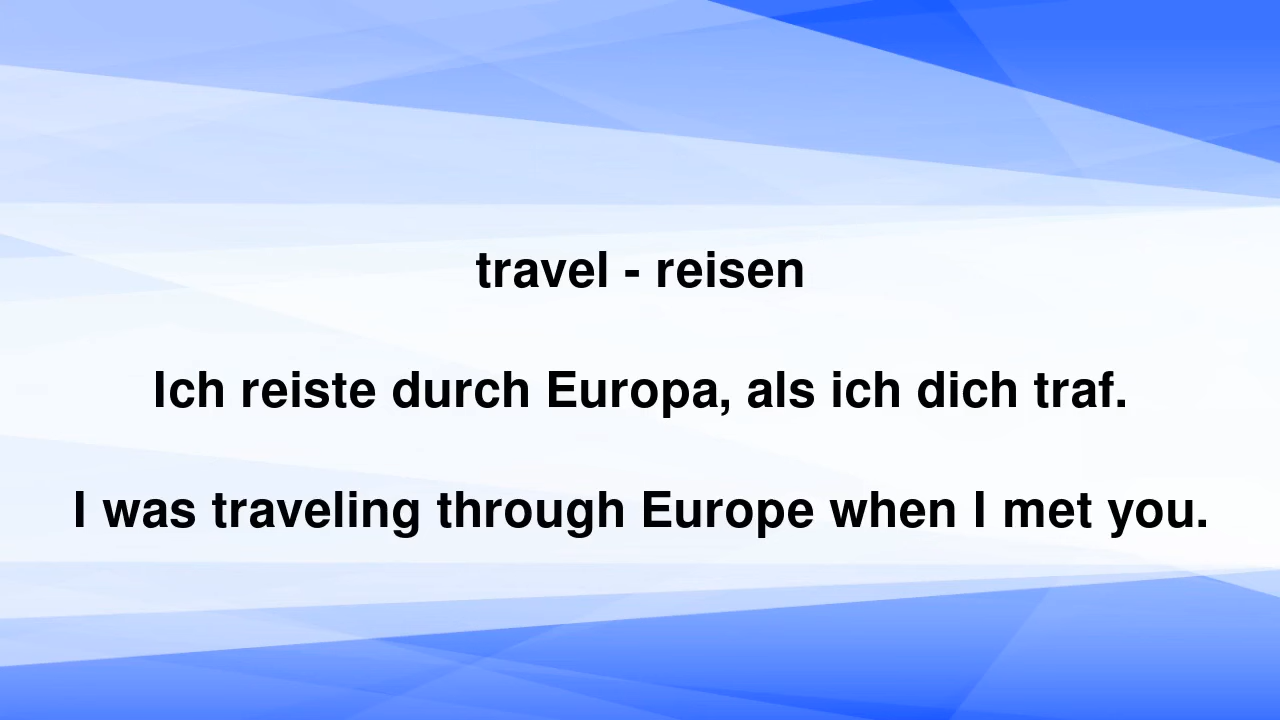 travel - reisen
Ich reiste durch Europa, als ich dich traf.
I was traveling through Europe when I met you.